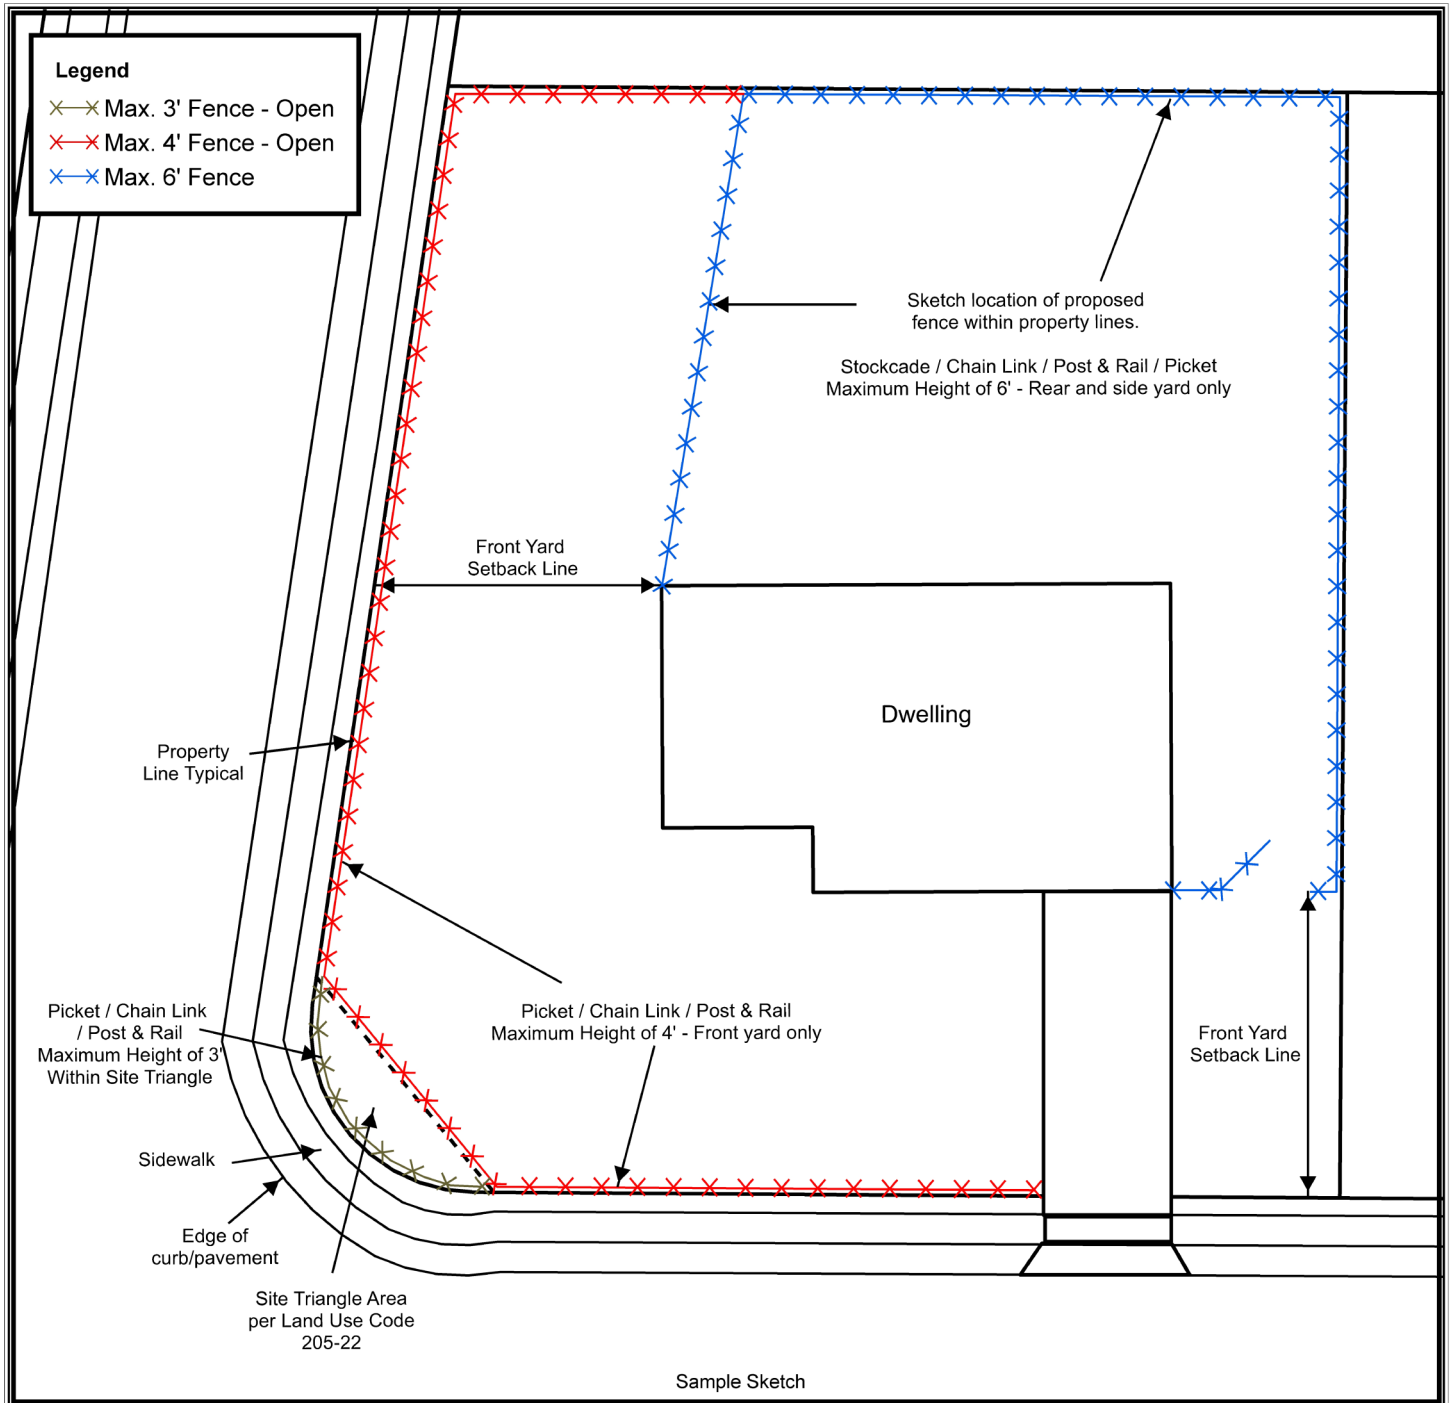 Legend
Max. 3' Fence - Open
Max. 4' Fence - Open
Max. 6' Fence
Sketch location of proposed
fence within property lines.
Stockcade / Chain Link / Post & Rail / Picket
Maximum Height of 6' - Rear and side yard only
Front Yard
Setback Line
Dwelling
Property
Line Typical
Picket / Chain Link
/ Post & Rail
Maximum Height of 3'
Within Site Triangle
Picket / Chain Link / Post & Rail
Maximum Height of 4' - Front yard only
Front Yard
Setback Line
Sidewalk
Edge of
curb/pavement
Site Triangle Area
per Land Use Code
205-22
Sample Sketch